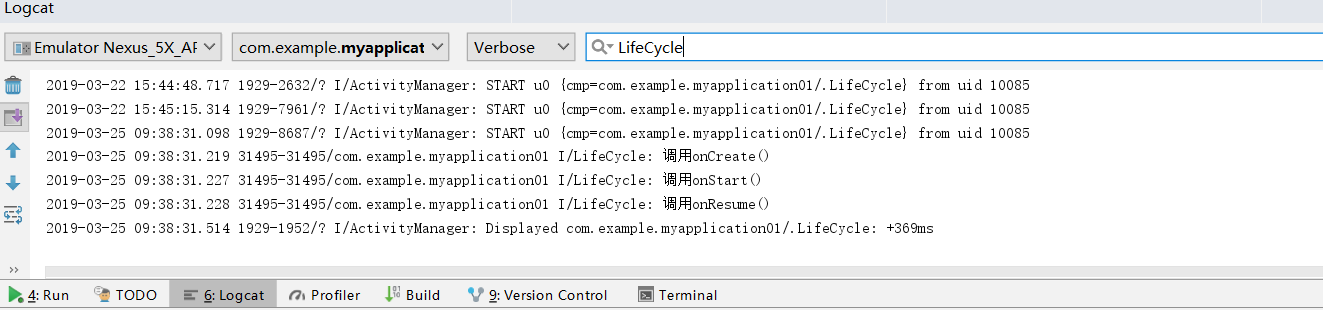 Logcat
Emulator Nexus_5X_AF com.example.myapplicat Verbose LifeCycle
2019-03-22 15:44:48.717 1929-2632/? I/ActivityManager: START u0 {cmp=com.example.myapplication01/.LifeCycle} from uid 10085
2019-03-22 15:45:15.314 1929-7961/? I/ActivityManager: START u0 {cmp=com.example.myapplication01/.LifeCycle} from uid 10085
2019-03-25 09:38:31.098 1929-8687/? I/ActivityManager: START u0 {cmp=com.example.myapplication01/.LifeCycle} from uid 10085
2019-03-25 09:38:31.219 31495-31495/com.example.myapplication01 I/LifeCycle: 调用onCreate()
2019-03-25 09:38:31.227 31495-31495/com.example.myapplication01 I/LifeCycle: 调用onStart()
2019-03-25 09:38:31.228 31495-31495/com.example.myapplication01 I/LifeCycle: 调用onResume()
2019-03-25 09:38:31.514 1929-1952/? I/ActivityManager: Displayed com.example.myapplication01/.LifeCycle: +369ms
4: Run TODO 6: Logcat Profiler Build 9: Version Control Terminal